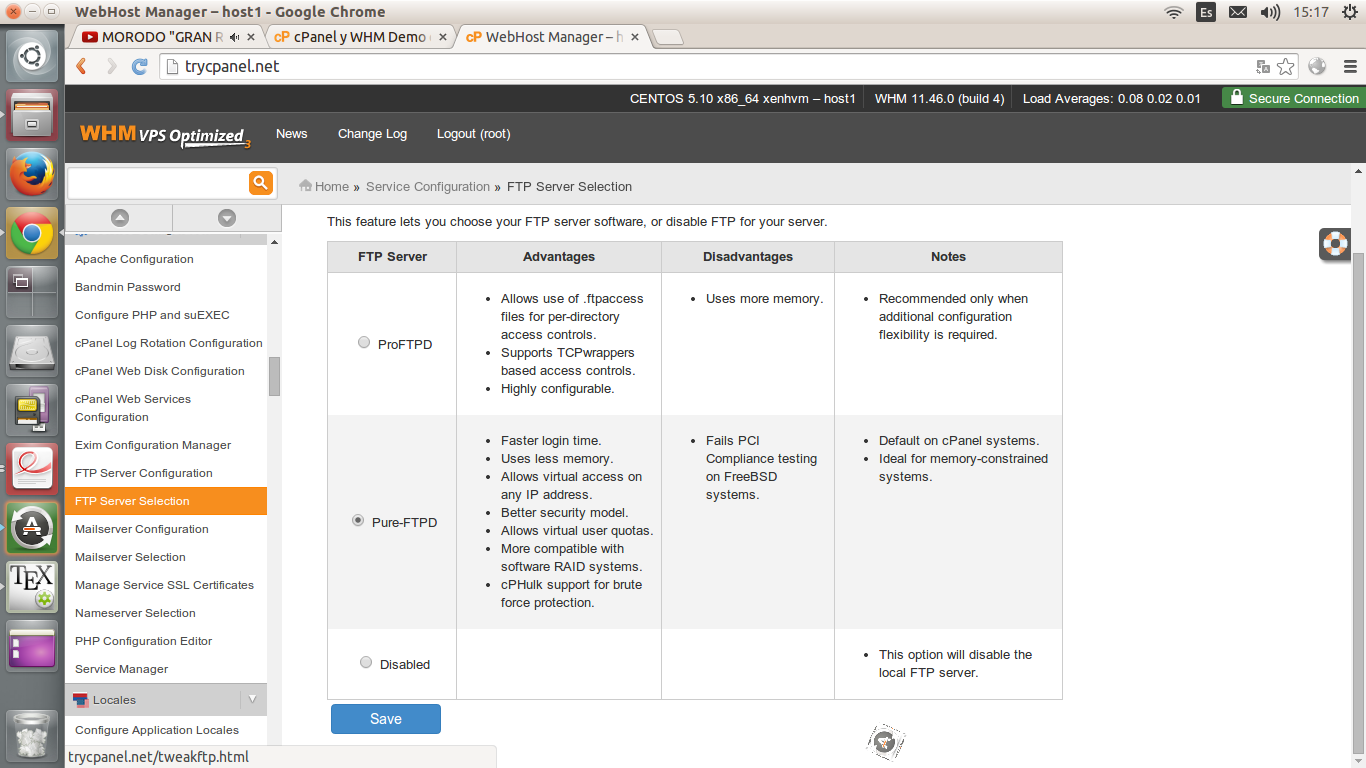 WebHost Manager – host1 - Google Chrome
Es
15:17
MORODO "GRAN R
cP cPanel y WHM Demo
cP WebHost Manager – h
trycpanel.net
CENTOS 5.10 x86_64 xenhvm – host1
WHM 11.46.0 (build 4)
Load Averages: 0.08 0.02 0.01
Secure Connection
WHM VPS Optimized 3
News
Change Log
Logout (root)
Home » Service Configuration » FTP Server Selection
Apache Configuration
Bandmin Password
Configure PHP and suEXEC
cPanel Log Rotation Configuration
cPanel Web Disk Configuration
cPanel Web Services
Configuration
Exim Configuration Manager
FTP Server Configuration
FTP Server Selection
Mailserver Configuration
Mailserver Selection
Manage Service SSL Certificates
Nameserver Selection
PHP Configuration Editor
Service Manager
Locales
Configure Application Locales
This feature lets you choose your FTP server software, or disable FTP for your server.
FTP Server
Advantages
Disadvantages
Notes
ProFTPD
Allows use of .ftpaccess
files for per-directory
access controls.
Supports TCPwrappers
based access controls.
Highly configurable.
Uses more memory.
Recommended only when
additional configuration
flexibility is required.
Pure-FTPD
Faster login time.
Uses less memory.
Allows virtual access on
any IP address.
Better security model.
Allows virtual user quotas.
More compatible with
software RAID systems.
cPHulk support for brute
force protection.
Fails PCI
Compliance testing
on FreeBSD
systems.
Default on cPanel systems.
Ideal for memory-constrained
systems.
Disabled
This option will disable the
local FTP server.
Save
trycpanel.net/tweakftp.html
TEX